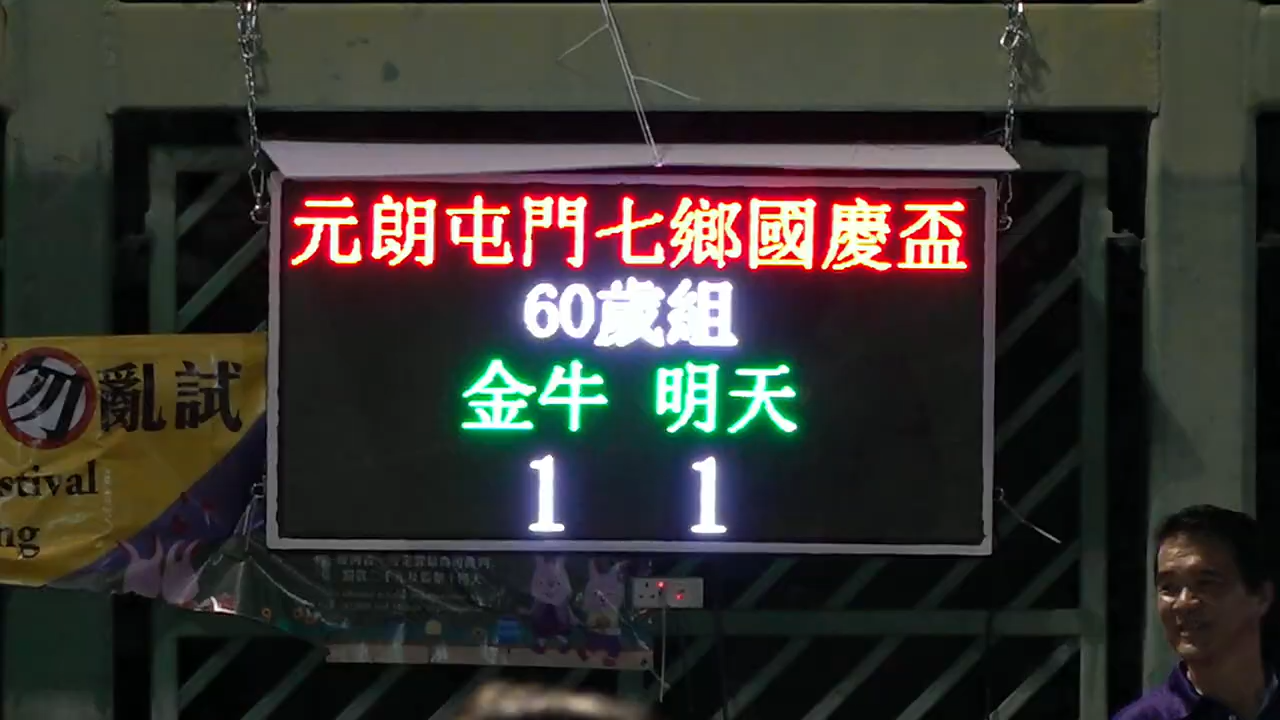 元朗屯門七鄉國慶盃
60歲組
金牛 明天
1 1
勿亂試
stival
ng